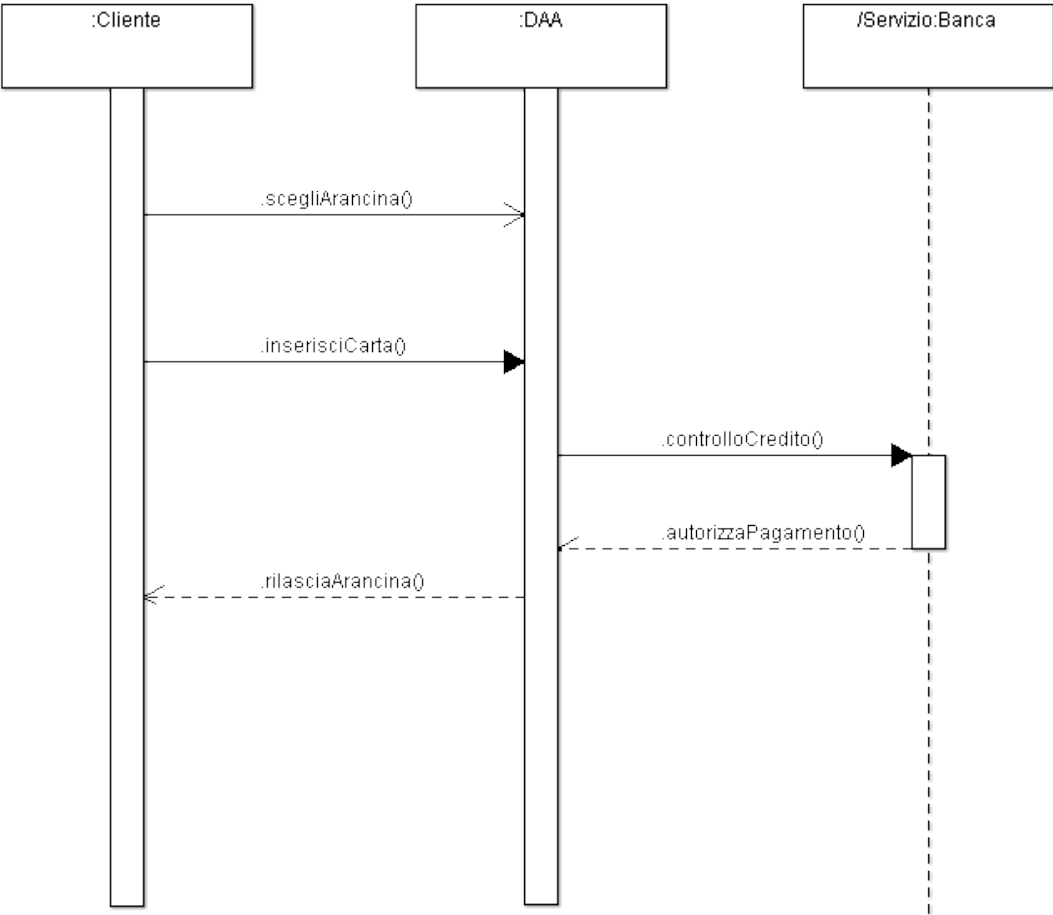 :Cliente
:DAA
/Servizio:Banca
.scegliArancina()
.inserisciCarta()
.controlloCredito()
.autorizzaPagamento()
.rilasciaArancina()